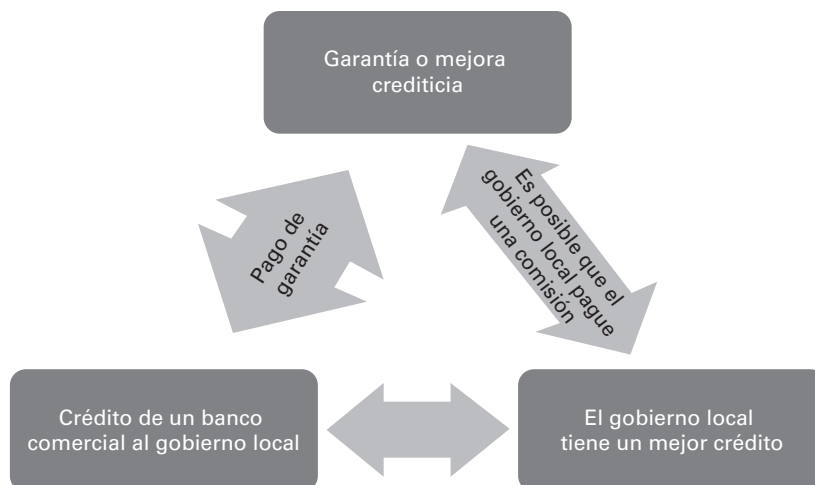 Garantía o mejora
crediticia
Pago de
garantía
Es posible que el
gobierno local pague
una comisión
Crédito de un banco
comercial al gobierno local
El gobierno local
tiene un mejor crédito